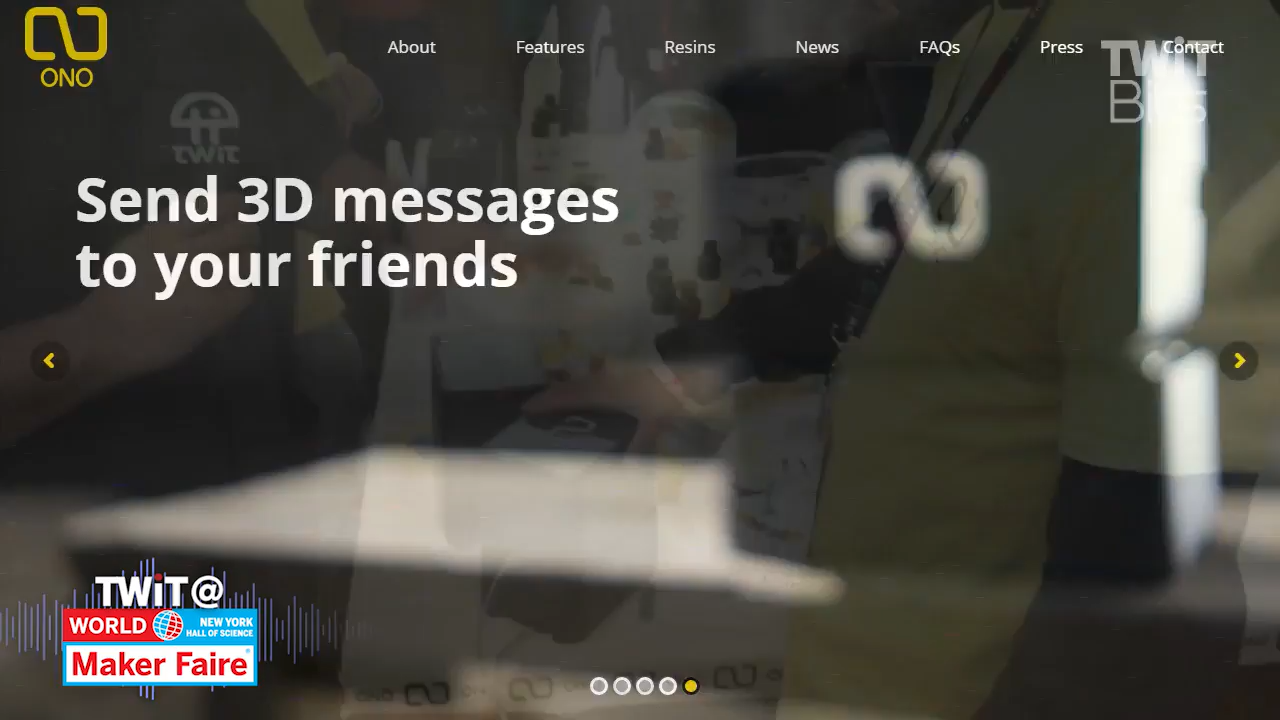 ONO
About
Features
Resins
News
FAQs
Press
Contact
TWiT
twit
Send 3D messages
to your friends
TWiT @
WORLD
NEW YORK
HALL OF SCIENCE
Maker Faire